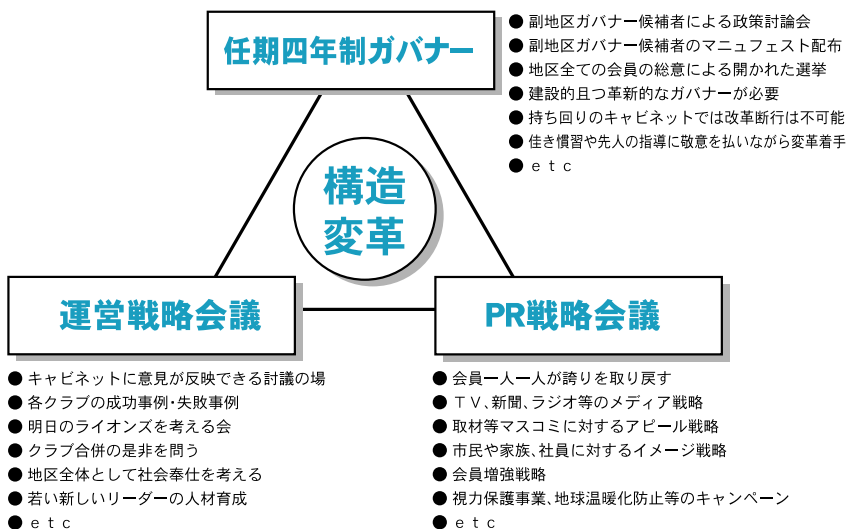 任期四年制ガバナー
● 副地区ガバナー候補者による政策討論会
● 副地区ガバナー候補者のマニュフェスト配布
● 地区全ての会員の総意による開かれた選挙
● 建設的且つ革新的なガバナーが必要
● 持ち回りのキャビネットでは改革断行は不可能
● 佳き慣習や先人の指導に敬意を払いながら変革着手
● ｅｔｃ
構造
変革
運営戦略会議
● キャビネットに意見が反映できる討議の場
● 各クラブの成功事例・失敗事例
● 明日のライオンズを考える会
● クラブ合併の是非を問う
● 地区全体として社会奉仕を考える
● 若い新しいリーダーの人材育成
● ｅｔｃ
PR戦略会議
● 会員一人一人が誇りを取り戻す
● ＴＶ、新聞、ラジオ等のメディア戦略
● 取材等マスコミに対するアピール戦略
● 市民や家族、社員に対するイメージ戦略
● 会員増強戦略
● 視力保護事業、地球温暖化防止等のキャンペーン
● ｅｔｃ